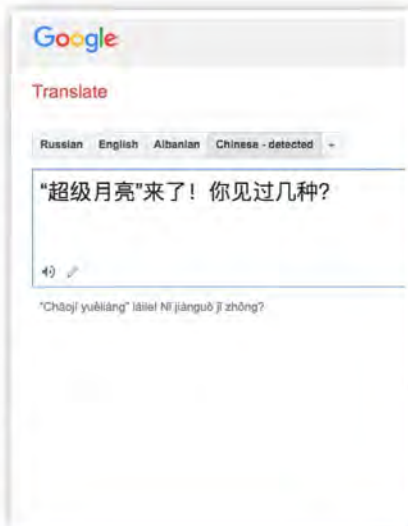 Google
Translate
Russian English Albanian Chinese - detected
“超级月亮”来了！你见过几种？
"Chāojí yuèliàng" láile! Nǐ jiànguò jǐ zhǒng?